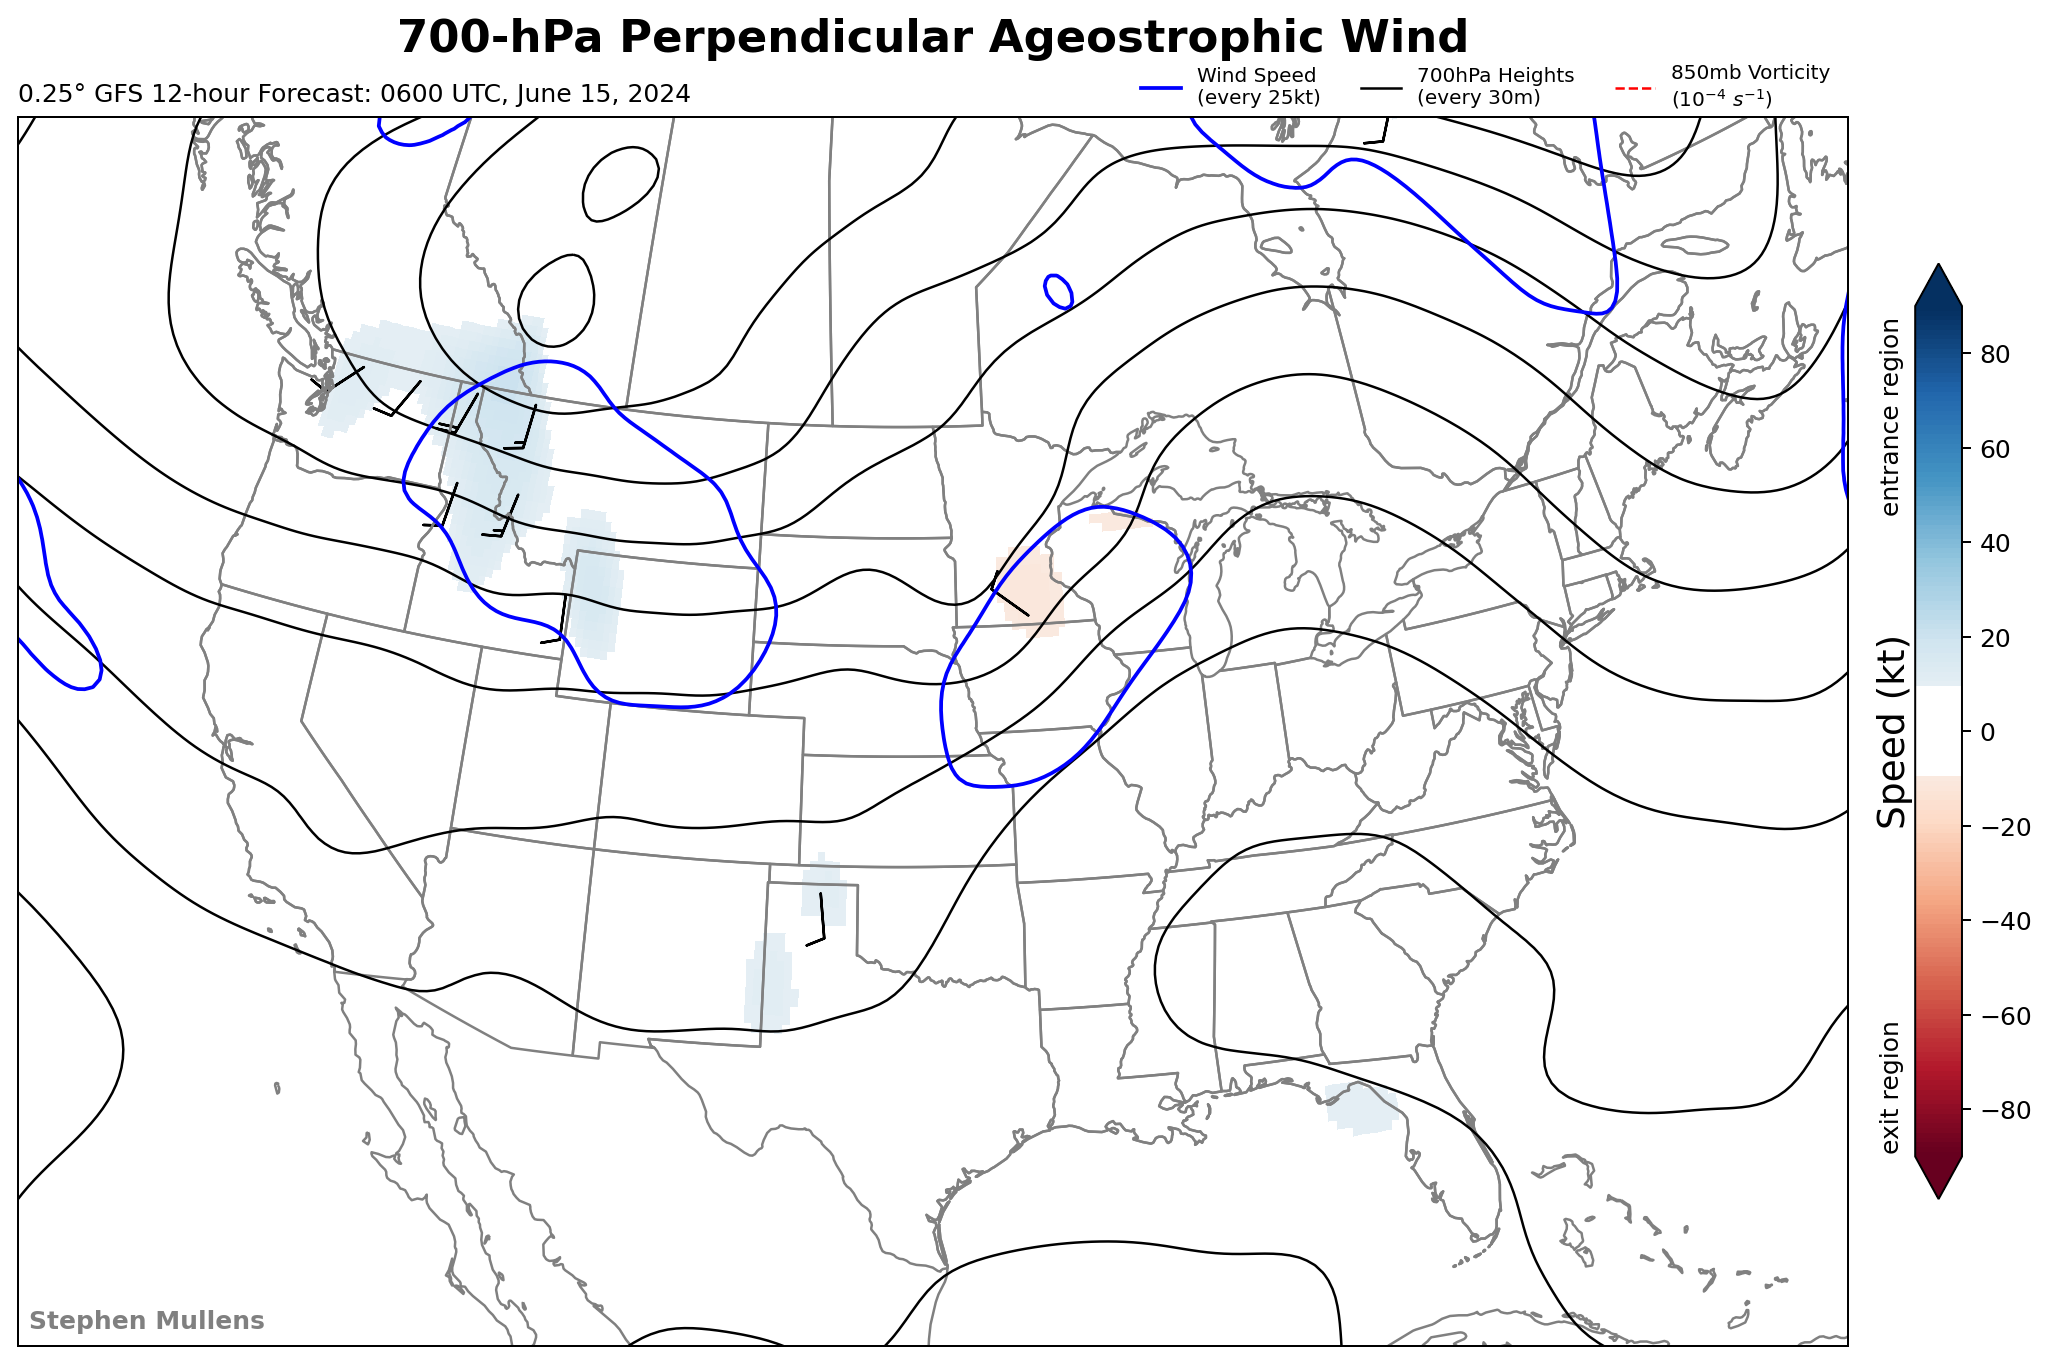 700-hPa Perpendicular Ageostrophic Wind
0.25° GFS 12-hour Forecast: 0600 UTC, June 15, 2024
Wind Speed
(every 25kt)
700hPa Heights
(every 30m)
850mb Vorticity
(10⁻⁴ s⁻¹)
entrance region
Speed (kt)
exit region
80
60
40
20
0
−20
−40
−60
−80
Stephen Mullens